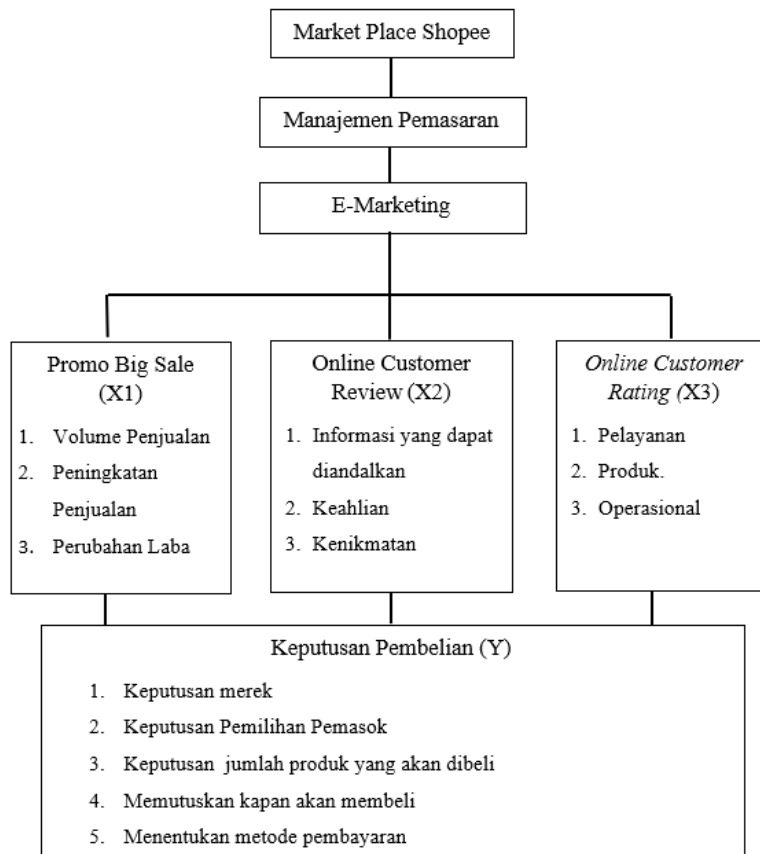 Market Place Shopee
Manajemen Pemasaran
E-Marketing
Promo Big Sale
(X1)
1. Volume Penjualan
2. Peningkatan
Penjualan
3. Perubahan Laba
Online Customer
Review (X2)
1. Informasi yang dapat
diandalkan
2. Keahlian
3. Kenikmatan
Online Customer
Rating (X3)
1. Pelayanan
2. Produk.
3. Operasional
Keputusan Pembelian (Y)
1. Keputusan merek
2. Keputusan Pemilihan Pemasok
3. Keputusan jumlah produk yang akan dibeli
4. Memutuskan kapan akan membeli
5. Menentukan metode pembayaran